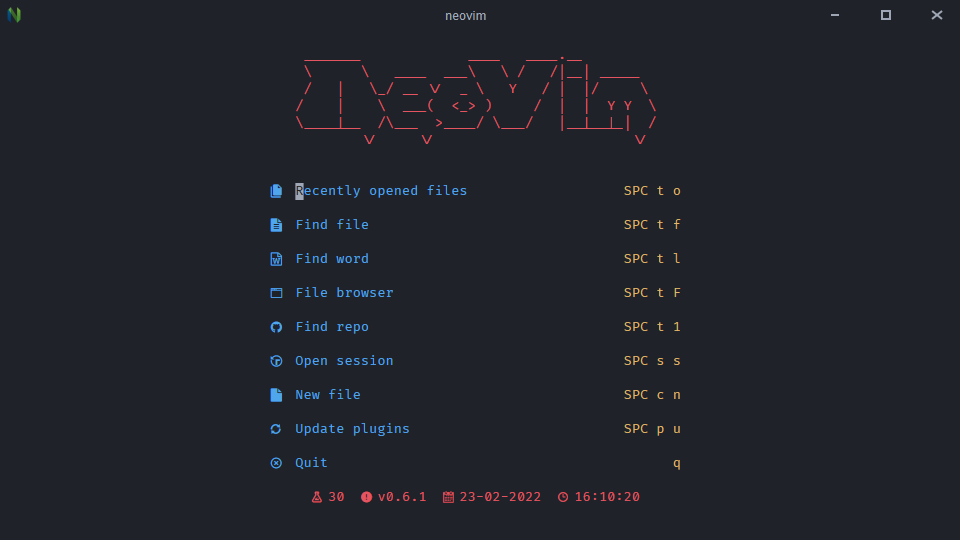 neovim
NeoVim
Recently opened files SPC t o
Find file SPC t f
Find word SPC t l
File browser SPC t F
Find repo SPC t 1
Open session SPC s s
New file SPC c n
Update plugins SPC p u
Quit q
30 v0.6.1 23-02-2022 16:10:20